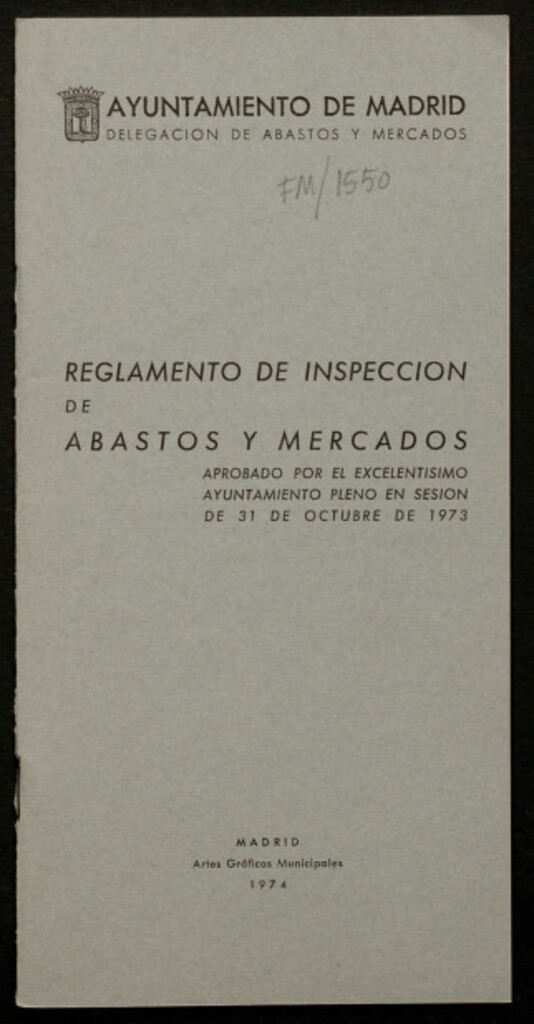 AYUNTAMIENTO DE MADRID
DELEGACION DE ABASTOS Y MERCADOS
FM/1550
REGLAMENTO DE INSPECCION
DE
ABASTOS Y MERCADOS
APROBADO POR EL EXCELENTISIMO
AYUNTAMIENTO PLENO EN SESION
DE 31 DE OCTUBRE DE 1973
MADRID
Artes Gráficas Municipales
1974